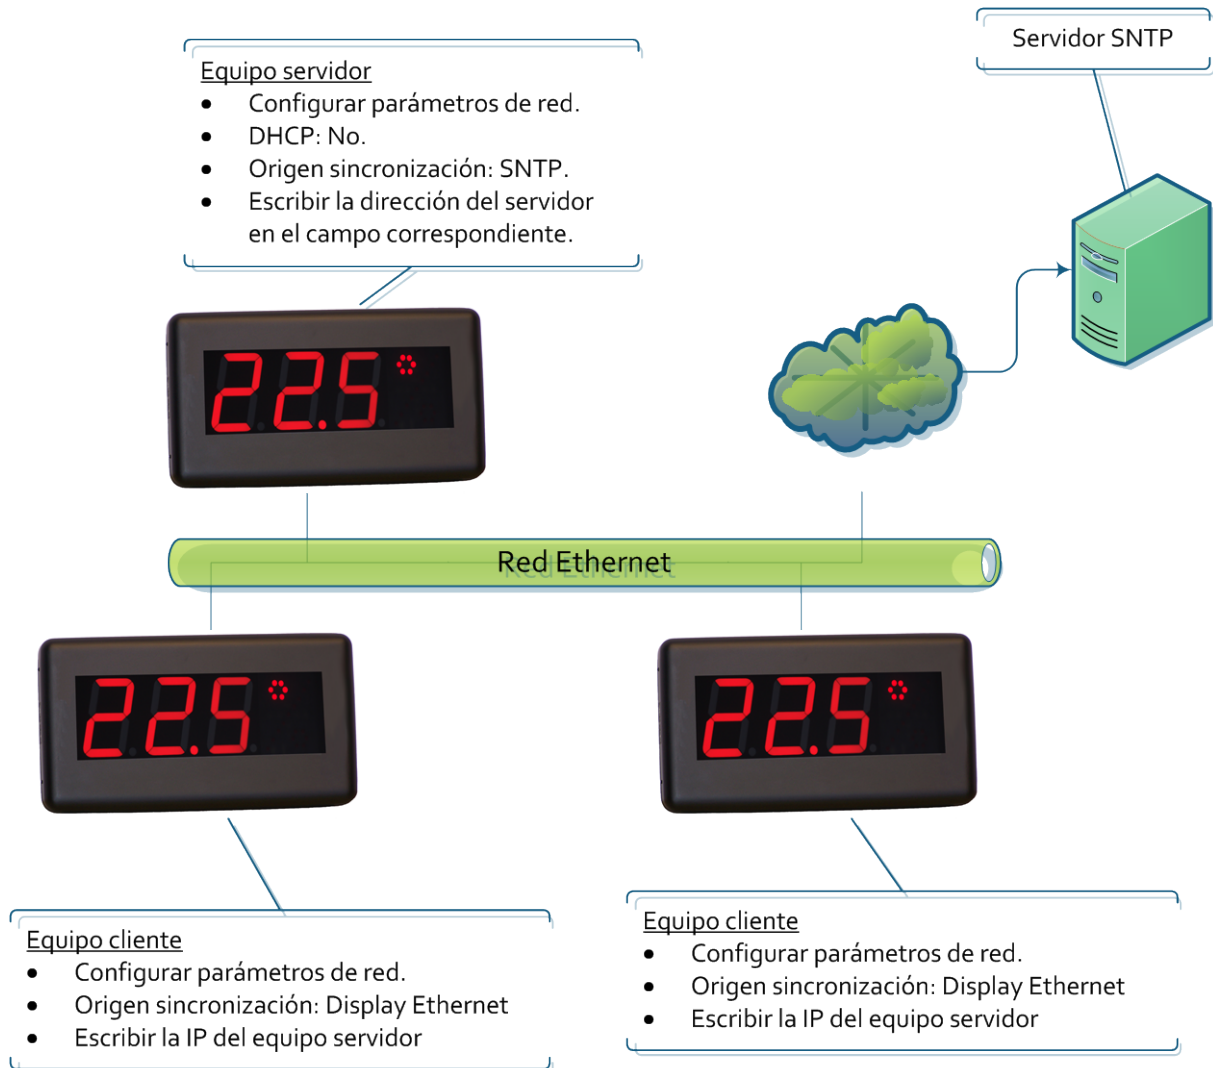 Servidor SNTP
Equipo servidor
• Configurar parámetros de red.
• DHCP: No.
• Origen sincronización: SNTP.
• Escribir la dirección del servidor
en el campo correspondiente.
22.5
Red Ethernet
22.5
22.5
Equipo cliente
• Configurar parámetros de red.
• Origen sincronización: Display Ethernet
• Escribir la IP del equipo servidor
Equipo cliente
• Configurar parámetros de red.
• Origen sincronización: Display Ethernet
• Escribir la IP del equipo servidor